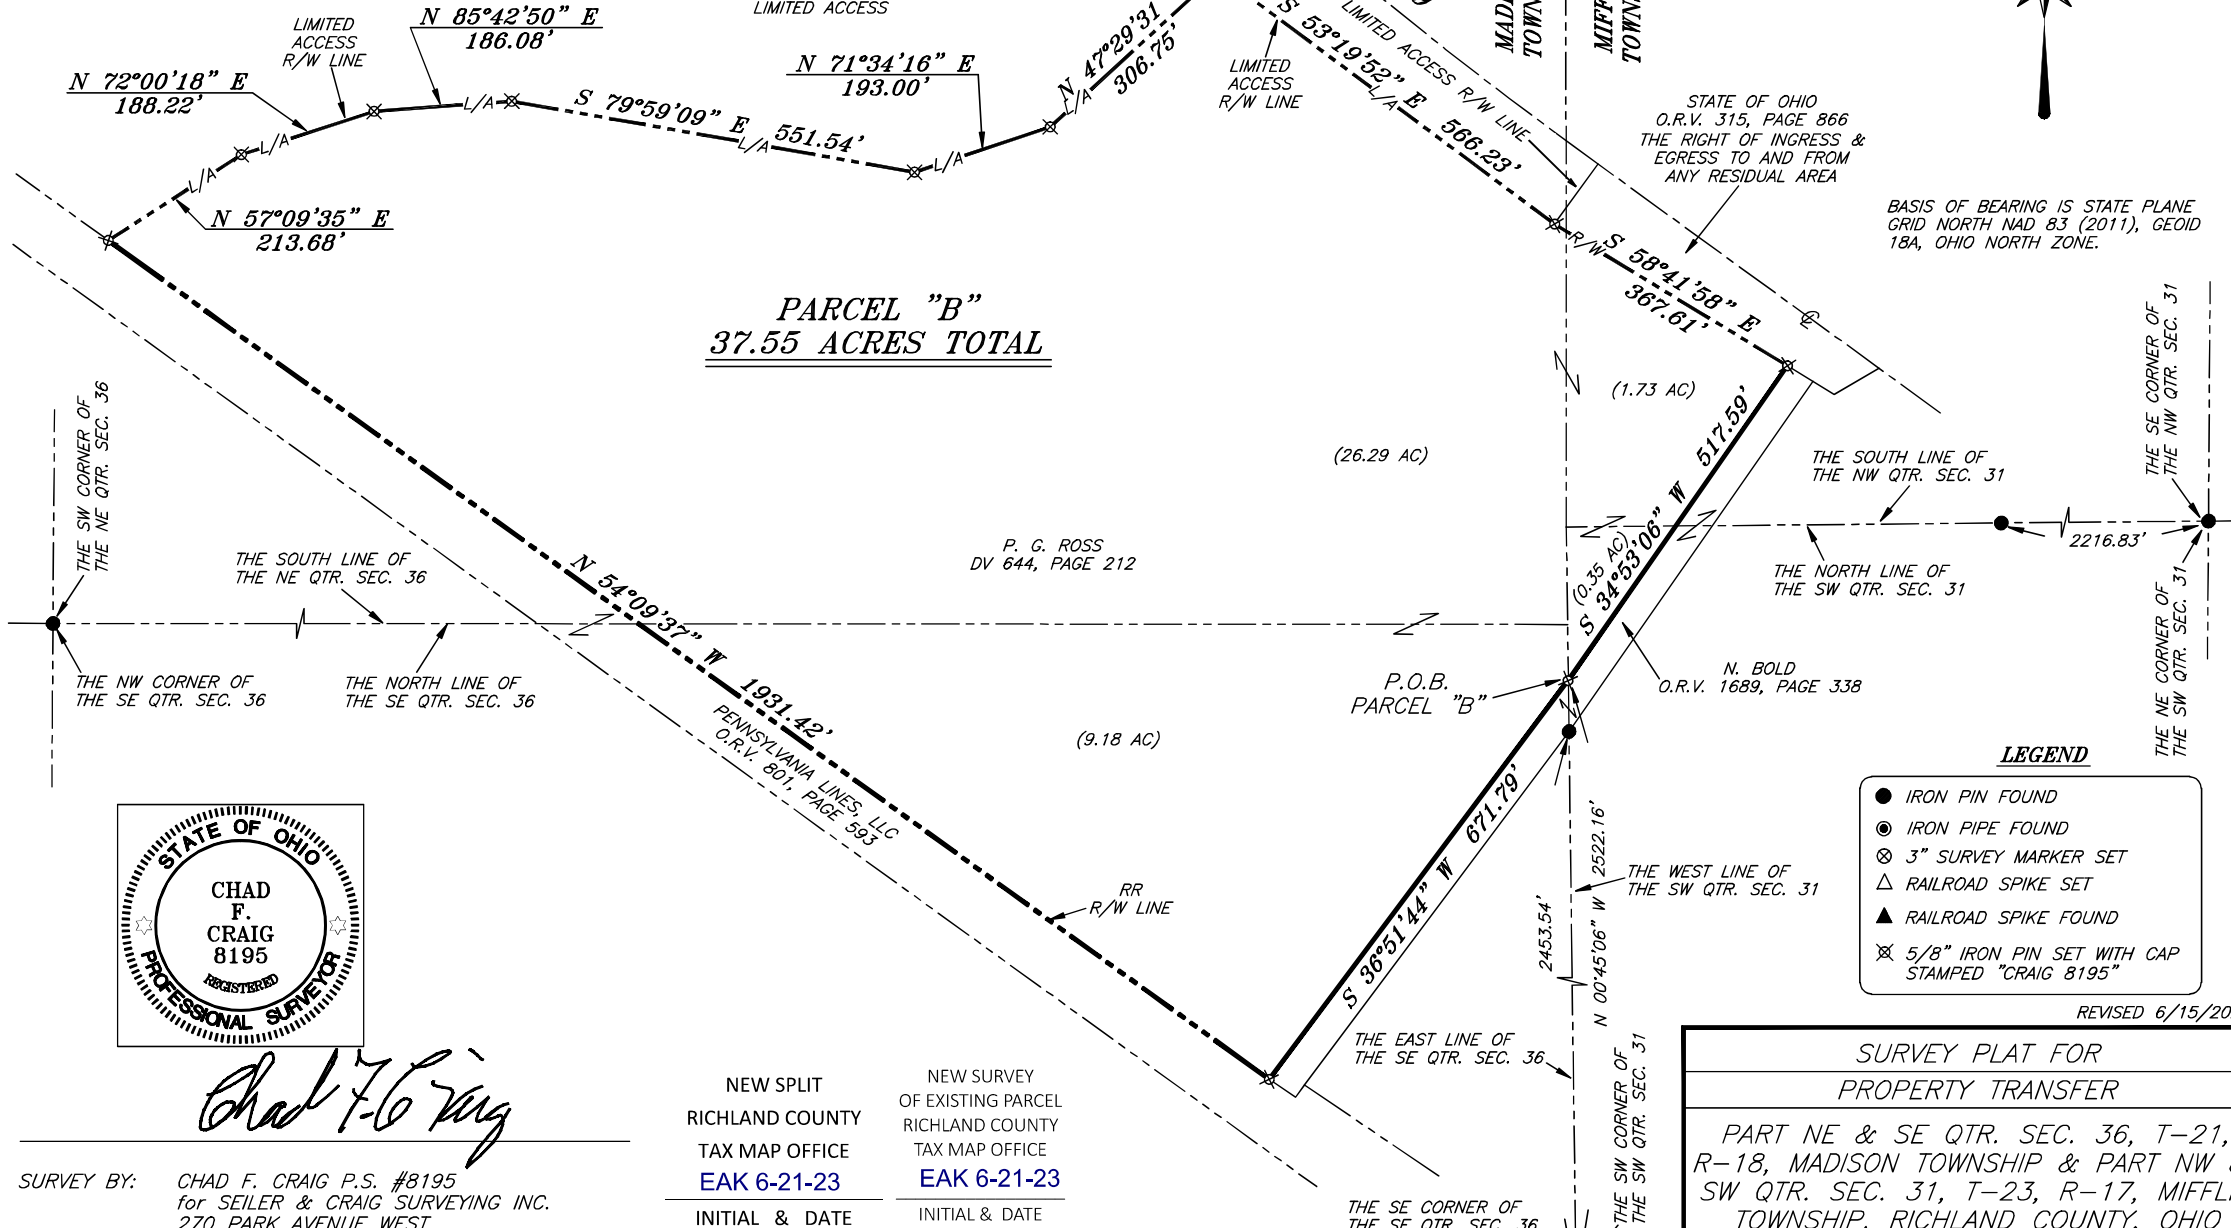 LIMITED
ACCESS
R/W LINE
N 85°42'50" E
186.08'
LIMITED ACCESS
N 72°00'18" E
188.22'
L/A
L/A
L/A
N 57°09'35" E
213.68'
S 79°59'09" E 551.54'
L/A
N 71°34'16" E
193.00'
L/A
N 47°29'31
306.75'
L/A
LIMITED
ACCESS
R/W LINE
S 53°19'52" E 566.23'
L/A
LIMITED ACCESS R/W LINE
TOWN
TOWN
STATE OF OHIO
O.R.V. 315, PAGE 866
THE RIGHT OF INGRESS &
EGRESS TO AND FROM
ANY RESIDUAL AREA
R/W
S 58°41'58" E
367.61'
BASIS OF BEARING IS STATE PLANE
GRID NORTH NAD 83 (2011), GEOID
18A, OHIO NORTH ZONE.
PARCEL "B"
37.55 ACRES TOTAL
(1.73 AC)
(26.29 AC)
(0.35 AC)
(9.18 AC)
S 34°53'06" W 517.59'
THE SOUTH LINE OF
THE NW QTR. SEC. 31
THE SE CORNER OF
THE NW QTR. SEC. 31
2216.83'
THE NORTH LINE OF
THE SW QTR. SEC. 31
THE NE CORNER OF
THE SW QTR. SEC. 31
THE SW CORNER OF
THE NE QTR. SEC. 36
THE SOUTH LINE OF
THE NE QTR. SEC. 36
THE NW CORNER OF
THE SE QTR. SEC. 36
THE NORTH LINE OF
THE SE QTR. SEC. 36
P. G. ROSS
DV 644, PAGE 212
N 54°09'37" W 1931.42'
PENNSYLVANIA LINES, LLC
O.R.V. 801, PAGE 593
P.O.B.
PARCEL "B"
N. BOLD
O.R.V. 1689, PAGE 338
RR
R/W LINE
S 36°51'44" W 671.79'
2453.54'
N 00°45'06" W 2522.16'
THE WEST LINE OF
THE SW QTR. SEC. 31
THE EAST LINE OF
THE SE QTR. SEC. 36
THE SW CORNER OF
THE SW QTR. SEC. 31
THE SE CORNER OF
THE SE QTR. SEC. 36
LEGEND
IRON PIN FOUND
IRON PIPE FOUND
3" SURVEY MARKER SET
RAILROAD SPIKE SET
RAILROAD SPIKE FOUND
5/8" IRON PIN SET WITH CAP
STAMPED "CRAIG 8195"
REVISED 6/15/20
SURVEY PLAT FOR
PROPERTY TRANSFER
PART NE & SE QTR. SEC. 36, T-21,
R-18, MADISON TOWNSHIP & PART NW &
SW QTR. SEC. 31, T-23, R-17, MIFFLI
TOWNSHIP, RICHLAND COUNTY, OHIO
STATE OF OHIO
CHAD
F.
CRAIG
8195
REGISTERED
PROFESSIONAL SURVEYOR
Chad F. Craig
SURVEY BY: CHAD F. CRAIG P.S. #8195
for SEILER & CRAIG SURVEYING INC.
270 PARK AVENUE WEST
NEW SPLIT
RICHLAND COUNTY
TAX MAP OFFICE
EAK 6-21-23
INITIAL & DATE
NEW SURVEY
OF EXISTING PARCEL
RICHLAND COUNTY
TAX MAP OFFICE
EAK 6-21-23
INITIAL & DATE